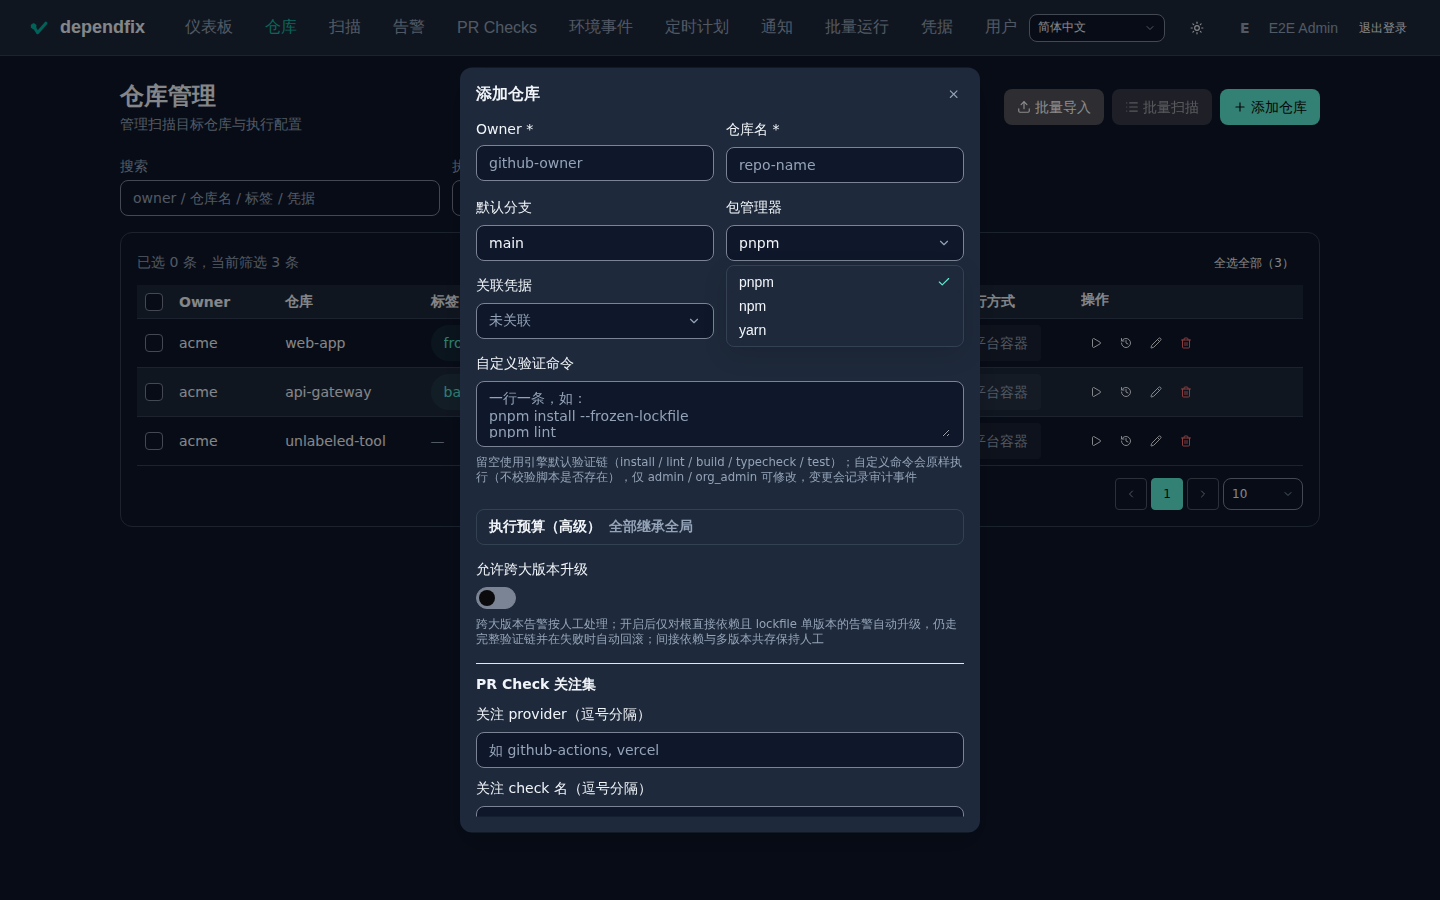 dependfix
仪表板
仓库
扫描
告警
PR Checks
环境事件
定时计划
通知
批量运行
凭据
用户
简体中文
E
E2E Admin
退出登录
仓库管理
管理扫描目标仓库与执行配置
批量导入
批量扫描
添加仓库
搜索
owner / 仓库名 / 标签 / 凭据
已选 0 条，当前筛选 3 条
全选全部（3）
Owner
仓库
标签
行方式
操作
acme
web-app
平台容器
acme
api-gateway
平台容器
acme
unlabeled-tool
—
平台容器
1
10
添加仓库
Owner *
仓库名 *
github-owner
repo-name
默认分支
包管理器
main
pnpm
pnpm
npm
yarn
关联凭据
未关联
自定义验证命令
一行一条，如：
pnpm install --frozen-lockfile
pnpm lint
留空使用引擎默认验证链（install / lint / build / typecheck / test）；自定义命令会原样执
行（不校验脚本是否存在），仅 admin / org_admin 可修改，变更会记录审计事件
执行预算（高级） 全部继承全局
允许跨大版本升级
跨大版本告警按人工处理；开启后仅对根直接依赖且 lockfile 单版本的告警自动升级，仍走
完整验证链并在失败时自动回滚；间接依赖与多版本共存保持人工
PR Check 关注集
关注 provider（逗号分隔）
如 github-actions, vercel
关注 check 名（逗号分隔）